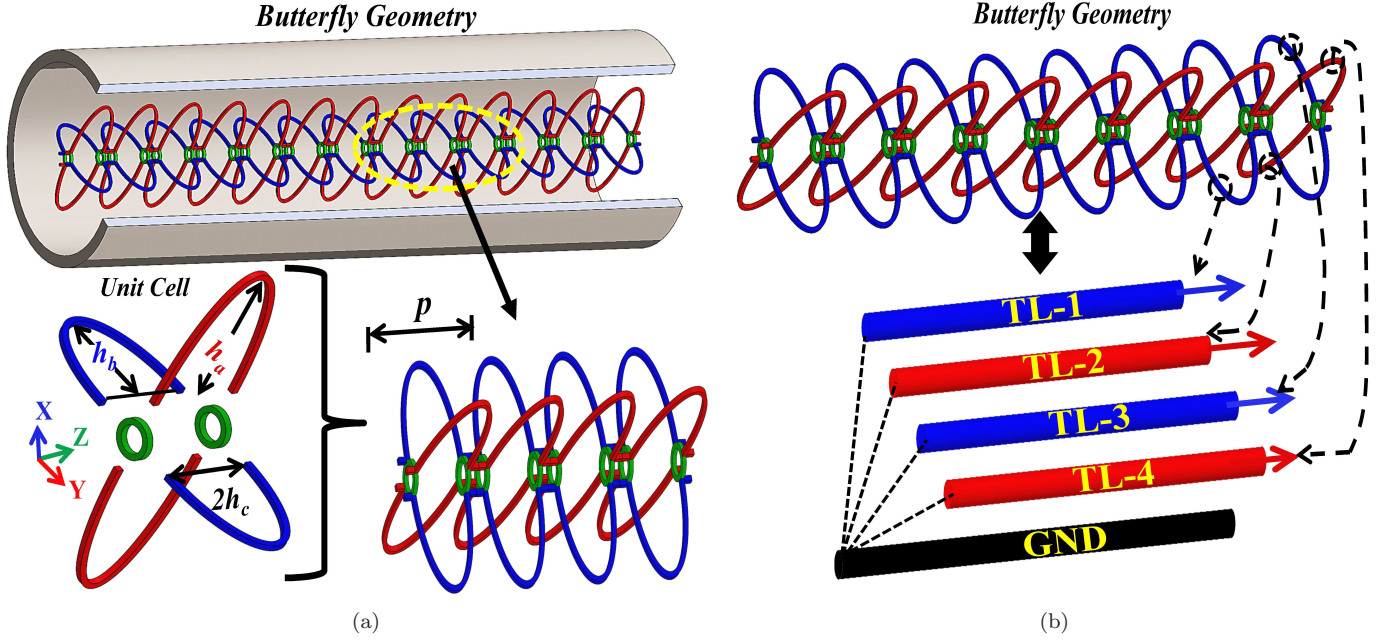 Butterfly Geometry
Unit Cell
h_a
h_b
2h_c
X
Z
Y
p
(a)
Butterfly Geometry
TL-1
TL-2
TL-3
TL-4
GND
(b)